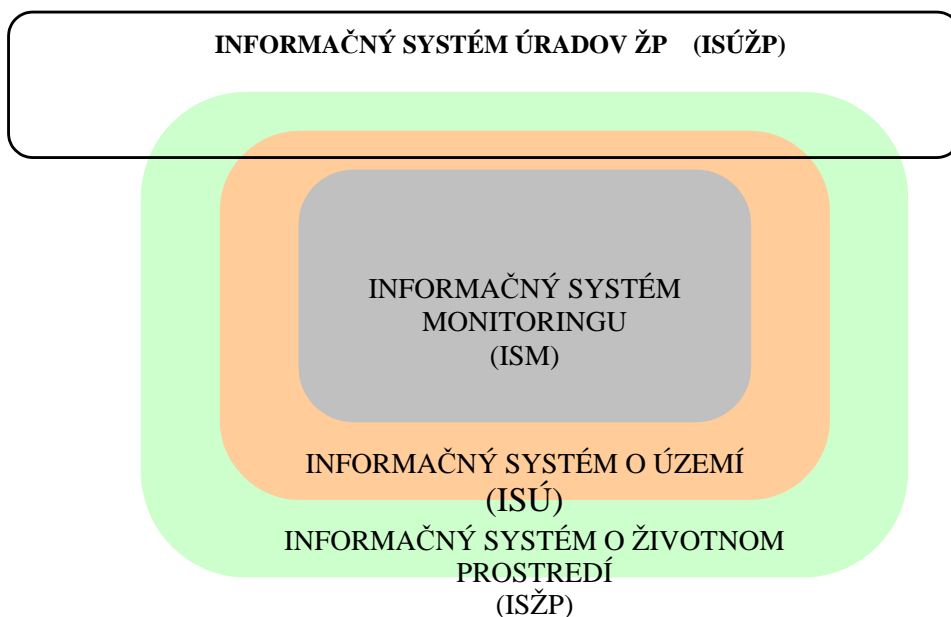 INFORMAČNÝ SYSTÉM ÚRADOV ŽP (ISÚŽP)
INFORMAČNÝ SYSTÉM
MONITORINGU
(ISM)
INFORMAČNÝ SYSTÉM O ÚZEMÍ
(ISÚ)
INFORMAČNÝ SYSTÉM O ŽIVOTNOM
PROSTREDÍ
(ISŽP)